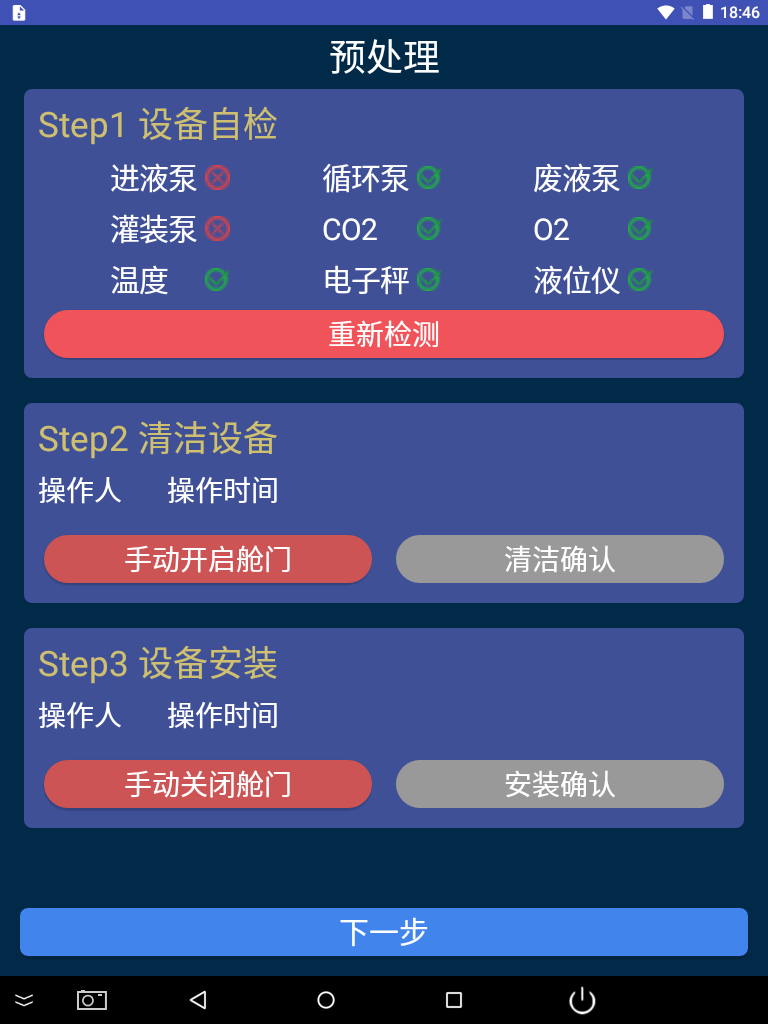 18:46
预处理
Step1 设备自检
进液泵 循环泵 废液泵
灌装泵 CO2 O2
温度 电子秤 液位仪
重新检测
Step2 清洁设备
操作人 操作时间
手动开启舱门 清洁确认
Step3 设备安装
操作人 操作时间
手动关闭舱门 安装确认
下一步